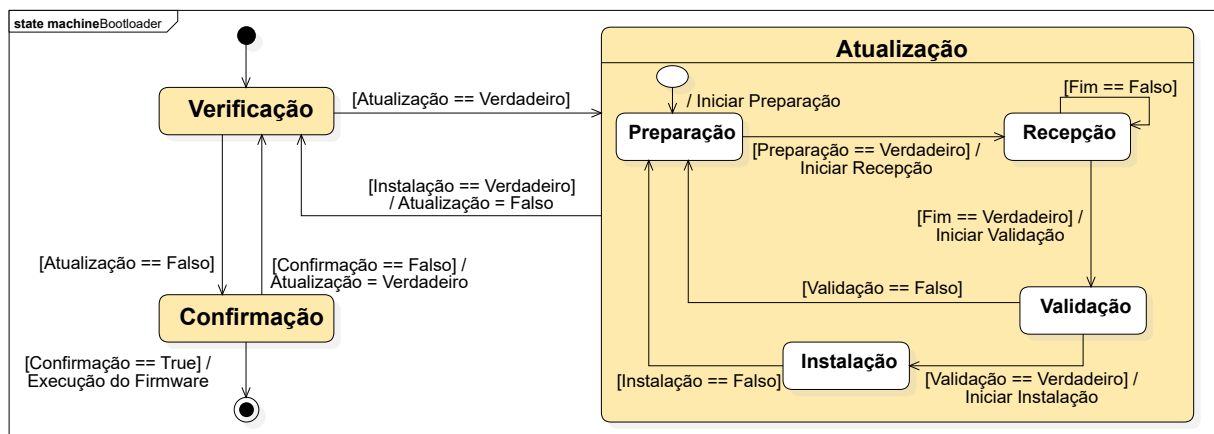 state machineBootloader
Atualização
Verificação
[Atualização == Verdadeiro]
/ Iniciar Preparação
[Fim == Falso]
Preparação
Recepção
[Preparação == Verdadeiro] /
Iniciar Recepção
[Instalação == Verdadeiro]
/ Atualização = Falso
[Fim == Verdadeiro] /
Iniciar Validação
[Atualização == Falso]
[Confirmação == Falso] /
Atualização = Verdadeiro
[Validação == Falso]
Validação
Confirmação
Instalação
[Confirmação == True] /
Execução do Firmware
[Instalação == Falso]
[Validação == Verdadeiro] /
Iniciar Instalação